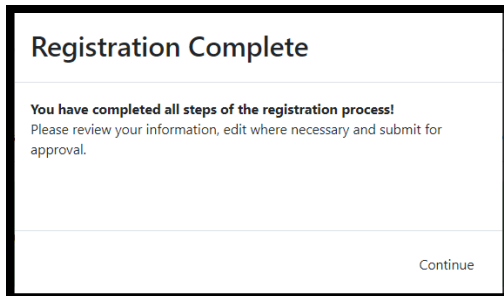 Registration Complete
You have completed all steps of the registration process!
Please review your information, edit where necessary and submit for
approval.
Continue